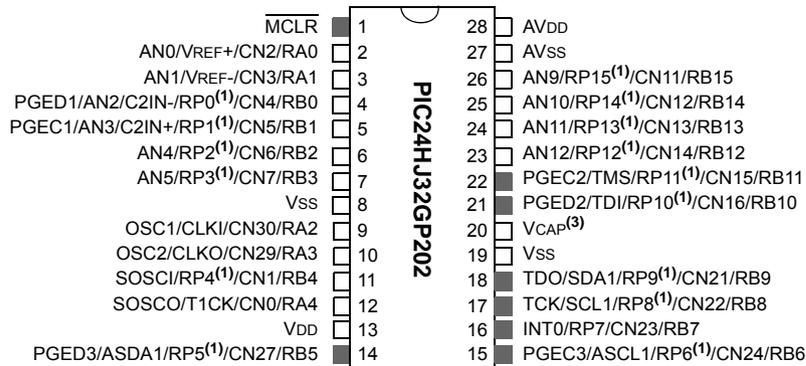 MCLR 1 28 AVDD
AN0/VREF+/CN2/RA0 2 27 AVSS
AN1/VREF-/CN3/RA1 3 26 AN9/RP15(1)/CN11/RB15
PGED1/AN2/C2IN-/RP0(1)/CN4/RB0 4 25 AN10/RP14(1)/CN12/RB14
PGEC1/AN3/C2IN+/RP1(1)/CN5/RB1 5 24 AN11/RP13(1)/CN13/RB13
AN4/RP2(1)/CN6/RB2 6 23 AN12/RP12(1)/CN14/RB12
AN5/RP3(1)/CN7/RB3 7 22 PGEC2/TMS/RP11(1)/CN15/RB11
VSS 8 21 PGED2/TDI/RP10(1)/CN16/RB10
OSC1/CLKI/CN30/RA2 9 20 VCAP(3)
OSC2/CLKO/CN29/RA3 10 19 VSS
SOSCI/RP4(1)/CN1/RB4 11 18 TDO/SDA1/RP9(1)/CN21/RB9
SOSCO/T1CK/CN0/RA4 12 17 TCK/SCL1/RP8(1)/CN22/RB8
VDD 13 16 INT0/RP7/CN23/RB7
PGED3/ASDA1/RP5(1)/CN27/RB5 14 15 PGEC3/ASCL1/RP6(1)/CN24/RB6
PIC24HJ32GP202